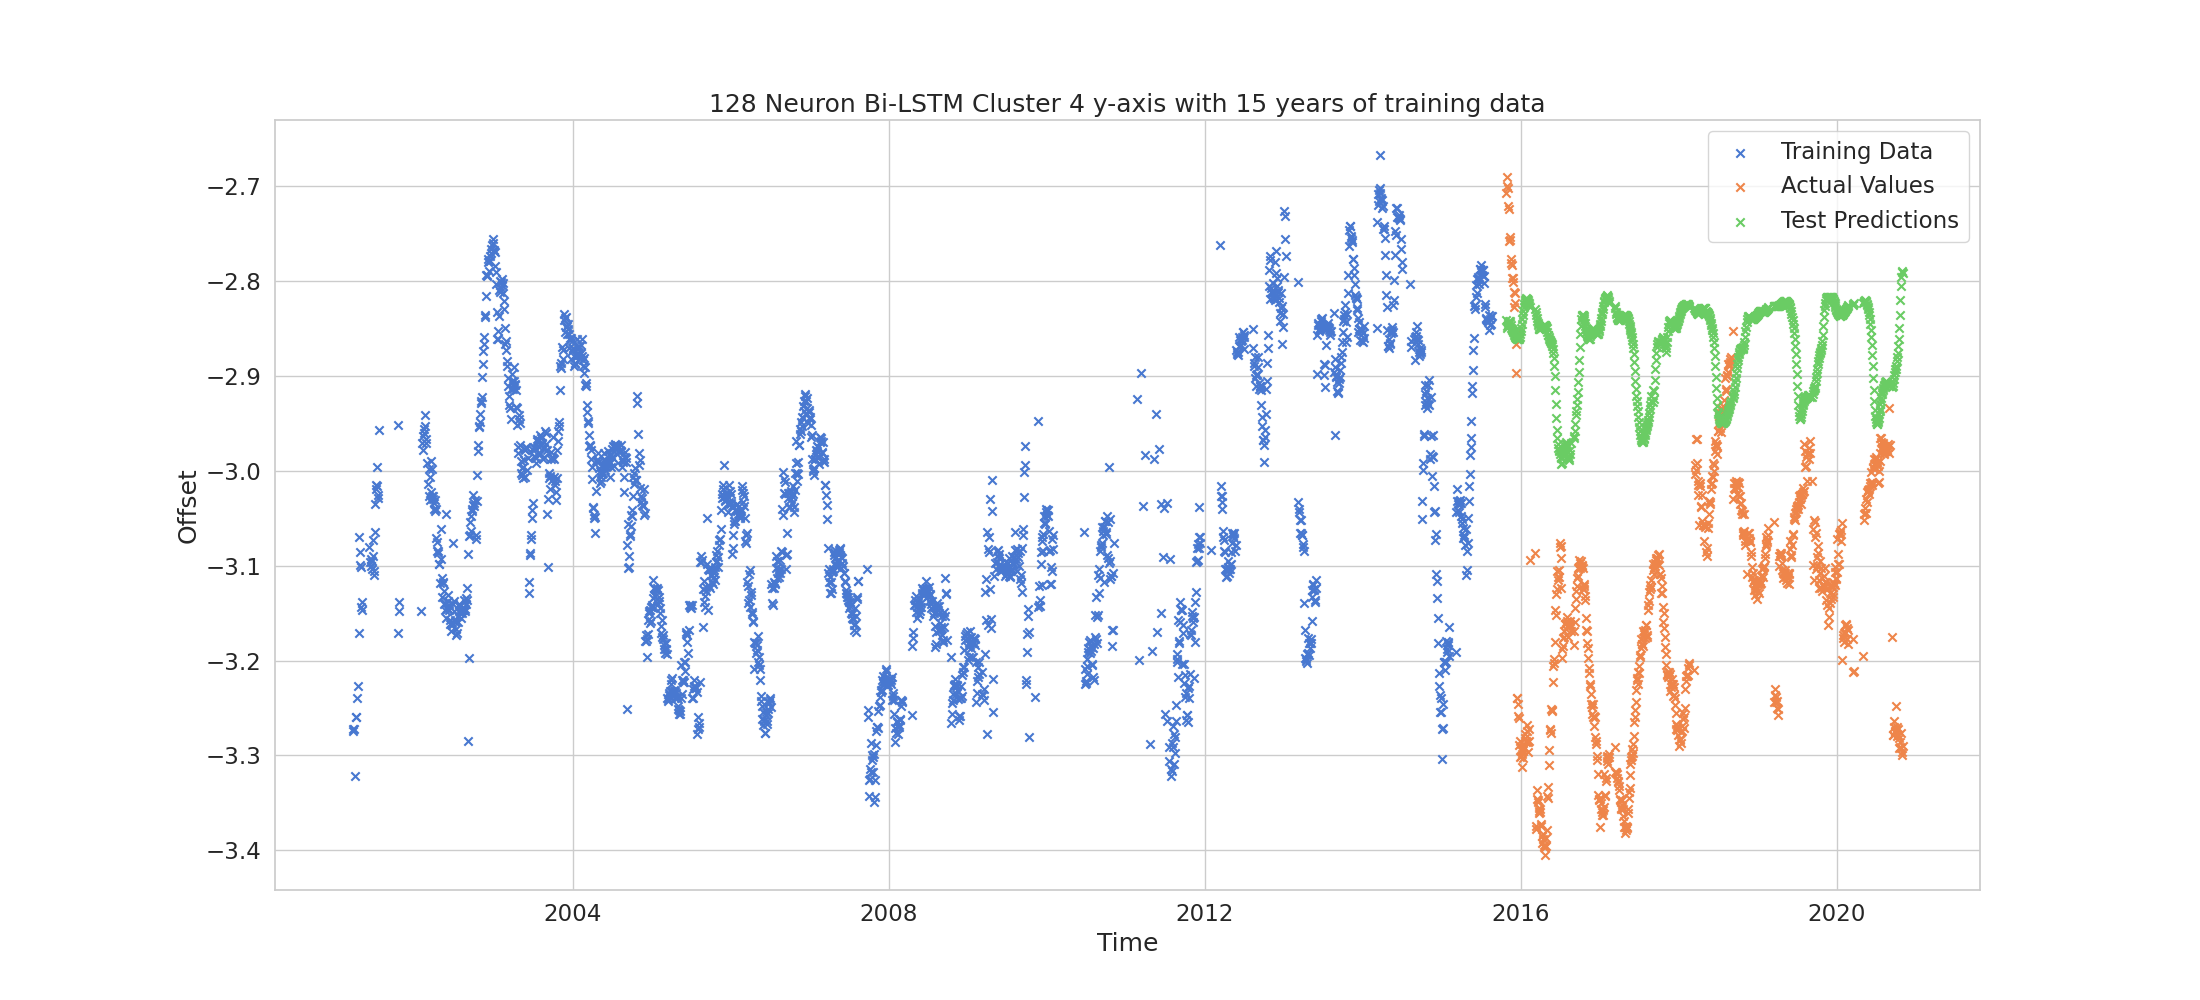 128 Neuron Bi-LSTM Cluster 4 y-axis with 15 years of training data
Training Data
Actual Values
Test Predictions
−2.7
−2.8
−2.9
−3.0
−3.1
−3.2
−3.3
−3.4
Offset
2004 2008 2012 2016 2020
Time